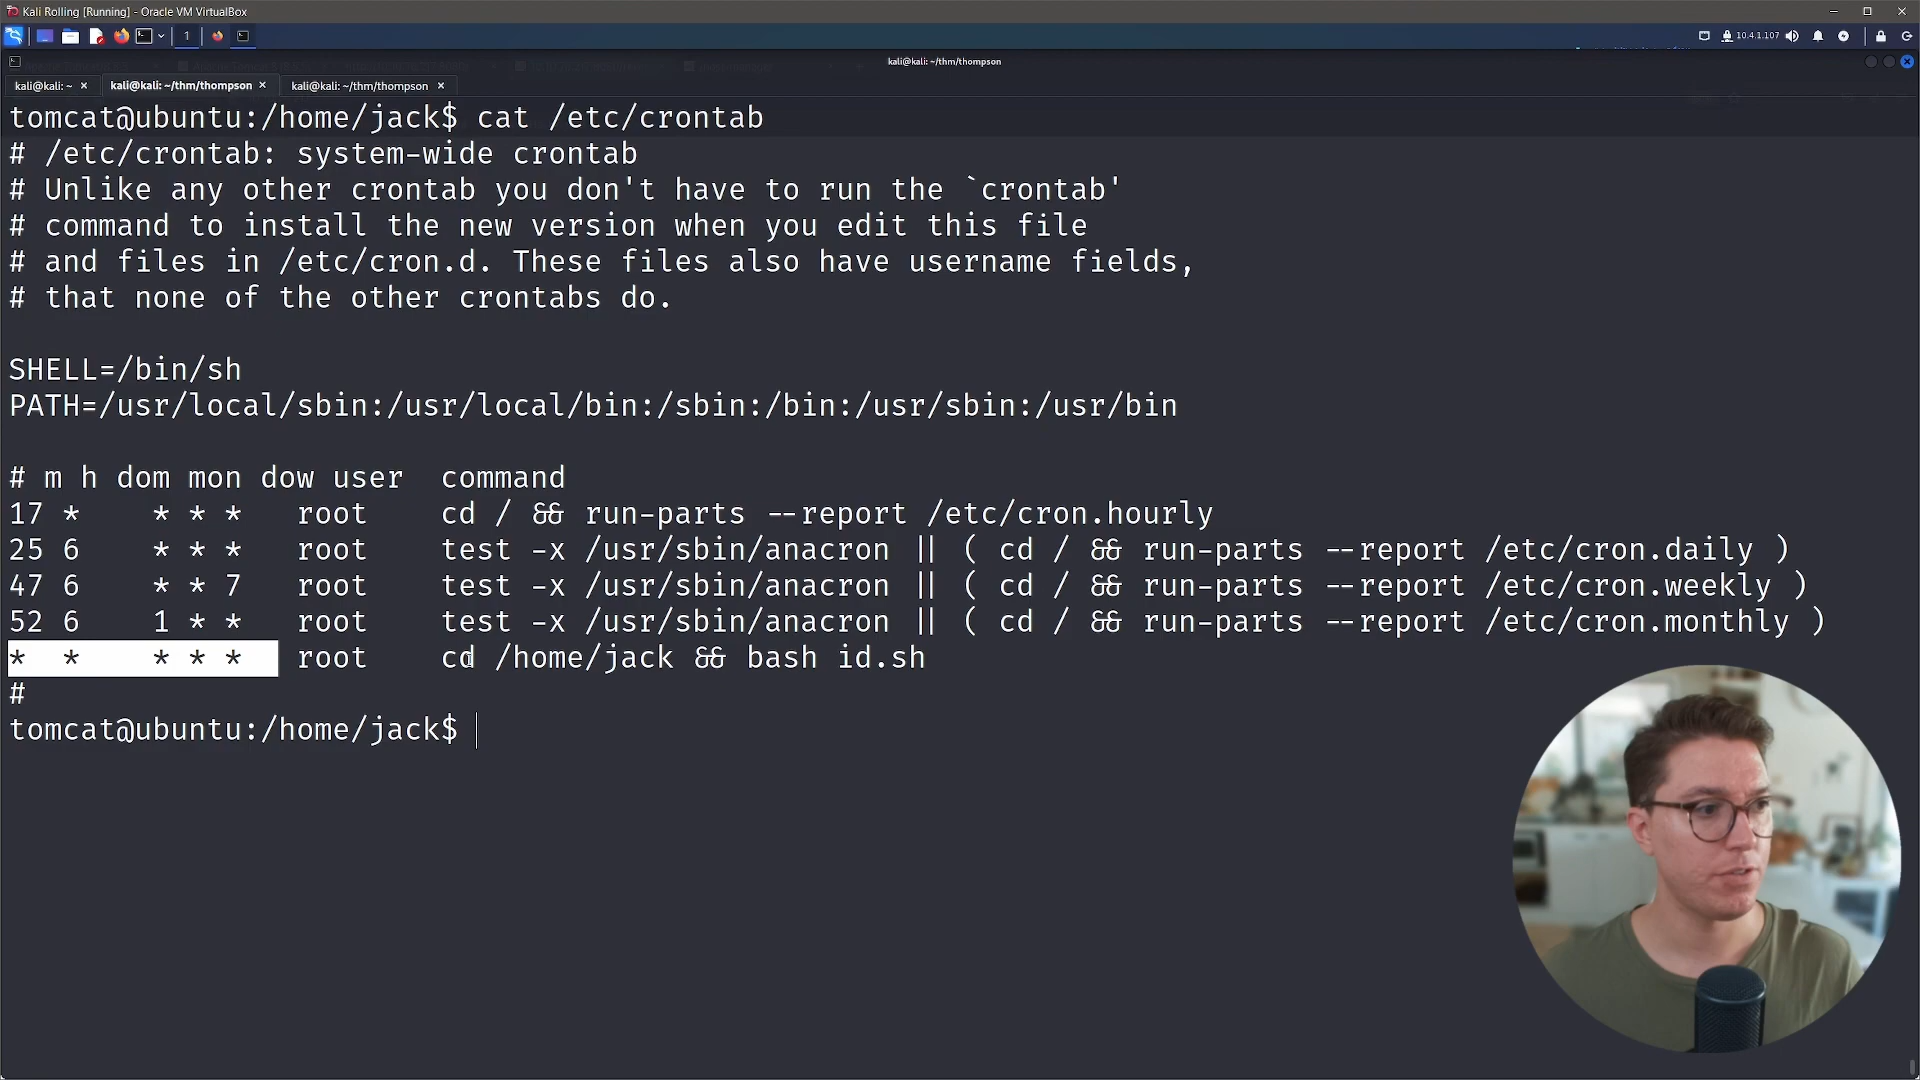 Kali Rolling [Running] - Oracle VM VirtualBox
1
10.4.1.107
kali@kali: ~/thm/thompson
kali@kali: ~ ×
kali@kali: ~/thm/thompson ×
kali@kali: ~/thm/thompson ×
tomcat@ubuntu:/home/jack$ cat /etc/crontab
# /etc/crontab: system-wide crontab
# Unlike any other crontab you don't have to run the `crontab'
# command to install the new version when you edit this file
# and files in /etc/cron.d. These files also have username fields,
# that none of the other crontabs do.
SHELL=/bin/sh
PATH=/usr/local/sbin:/usr/local/bin:/sbin:/bin:/usr/sbin:/usr/bin
# m h dom mon dow user  command
17 *    * * *   root    cd / && run-parts --report /etc/cron.hourly
25 6    * * *   root    test -x /usr/sbin/anacron || ( cd / && run-parts --report /etc/cron.daily )
47 6    * * 7   root    test -x /usr/sbin/anacron || ( cd / && run-parts --report /etc/cron.weekly )
52 6    1 * *   root    test -x /usr/sbin/anacron || ( cd / && run-parts --report /etc/cron.monthly )
*  *    * * *   root    cd /home/jack && bash id.sh
#
tomcat@ubuntu:/home/jack$